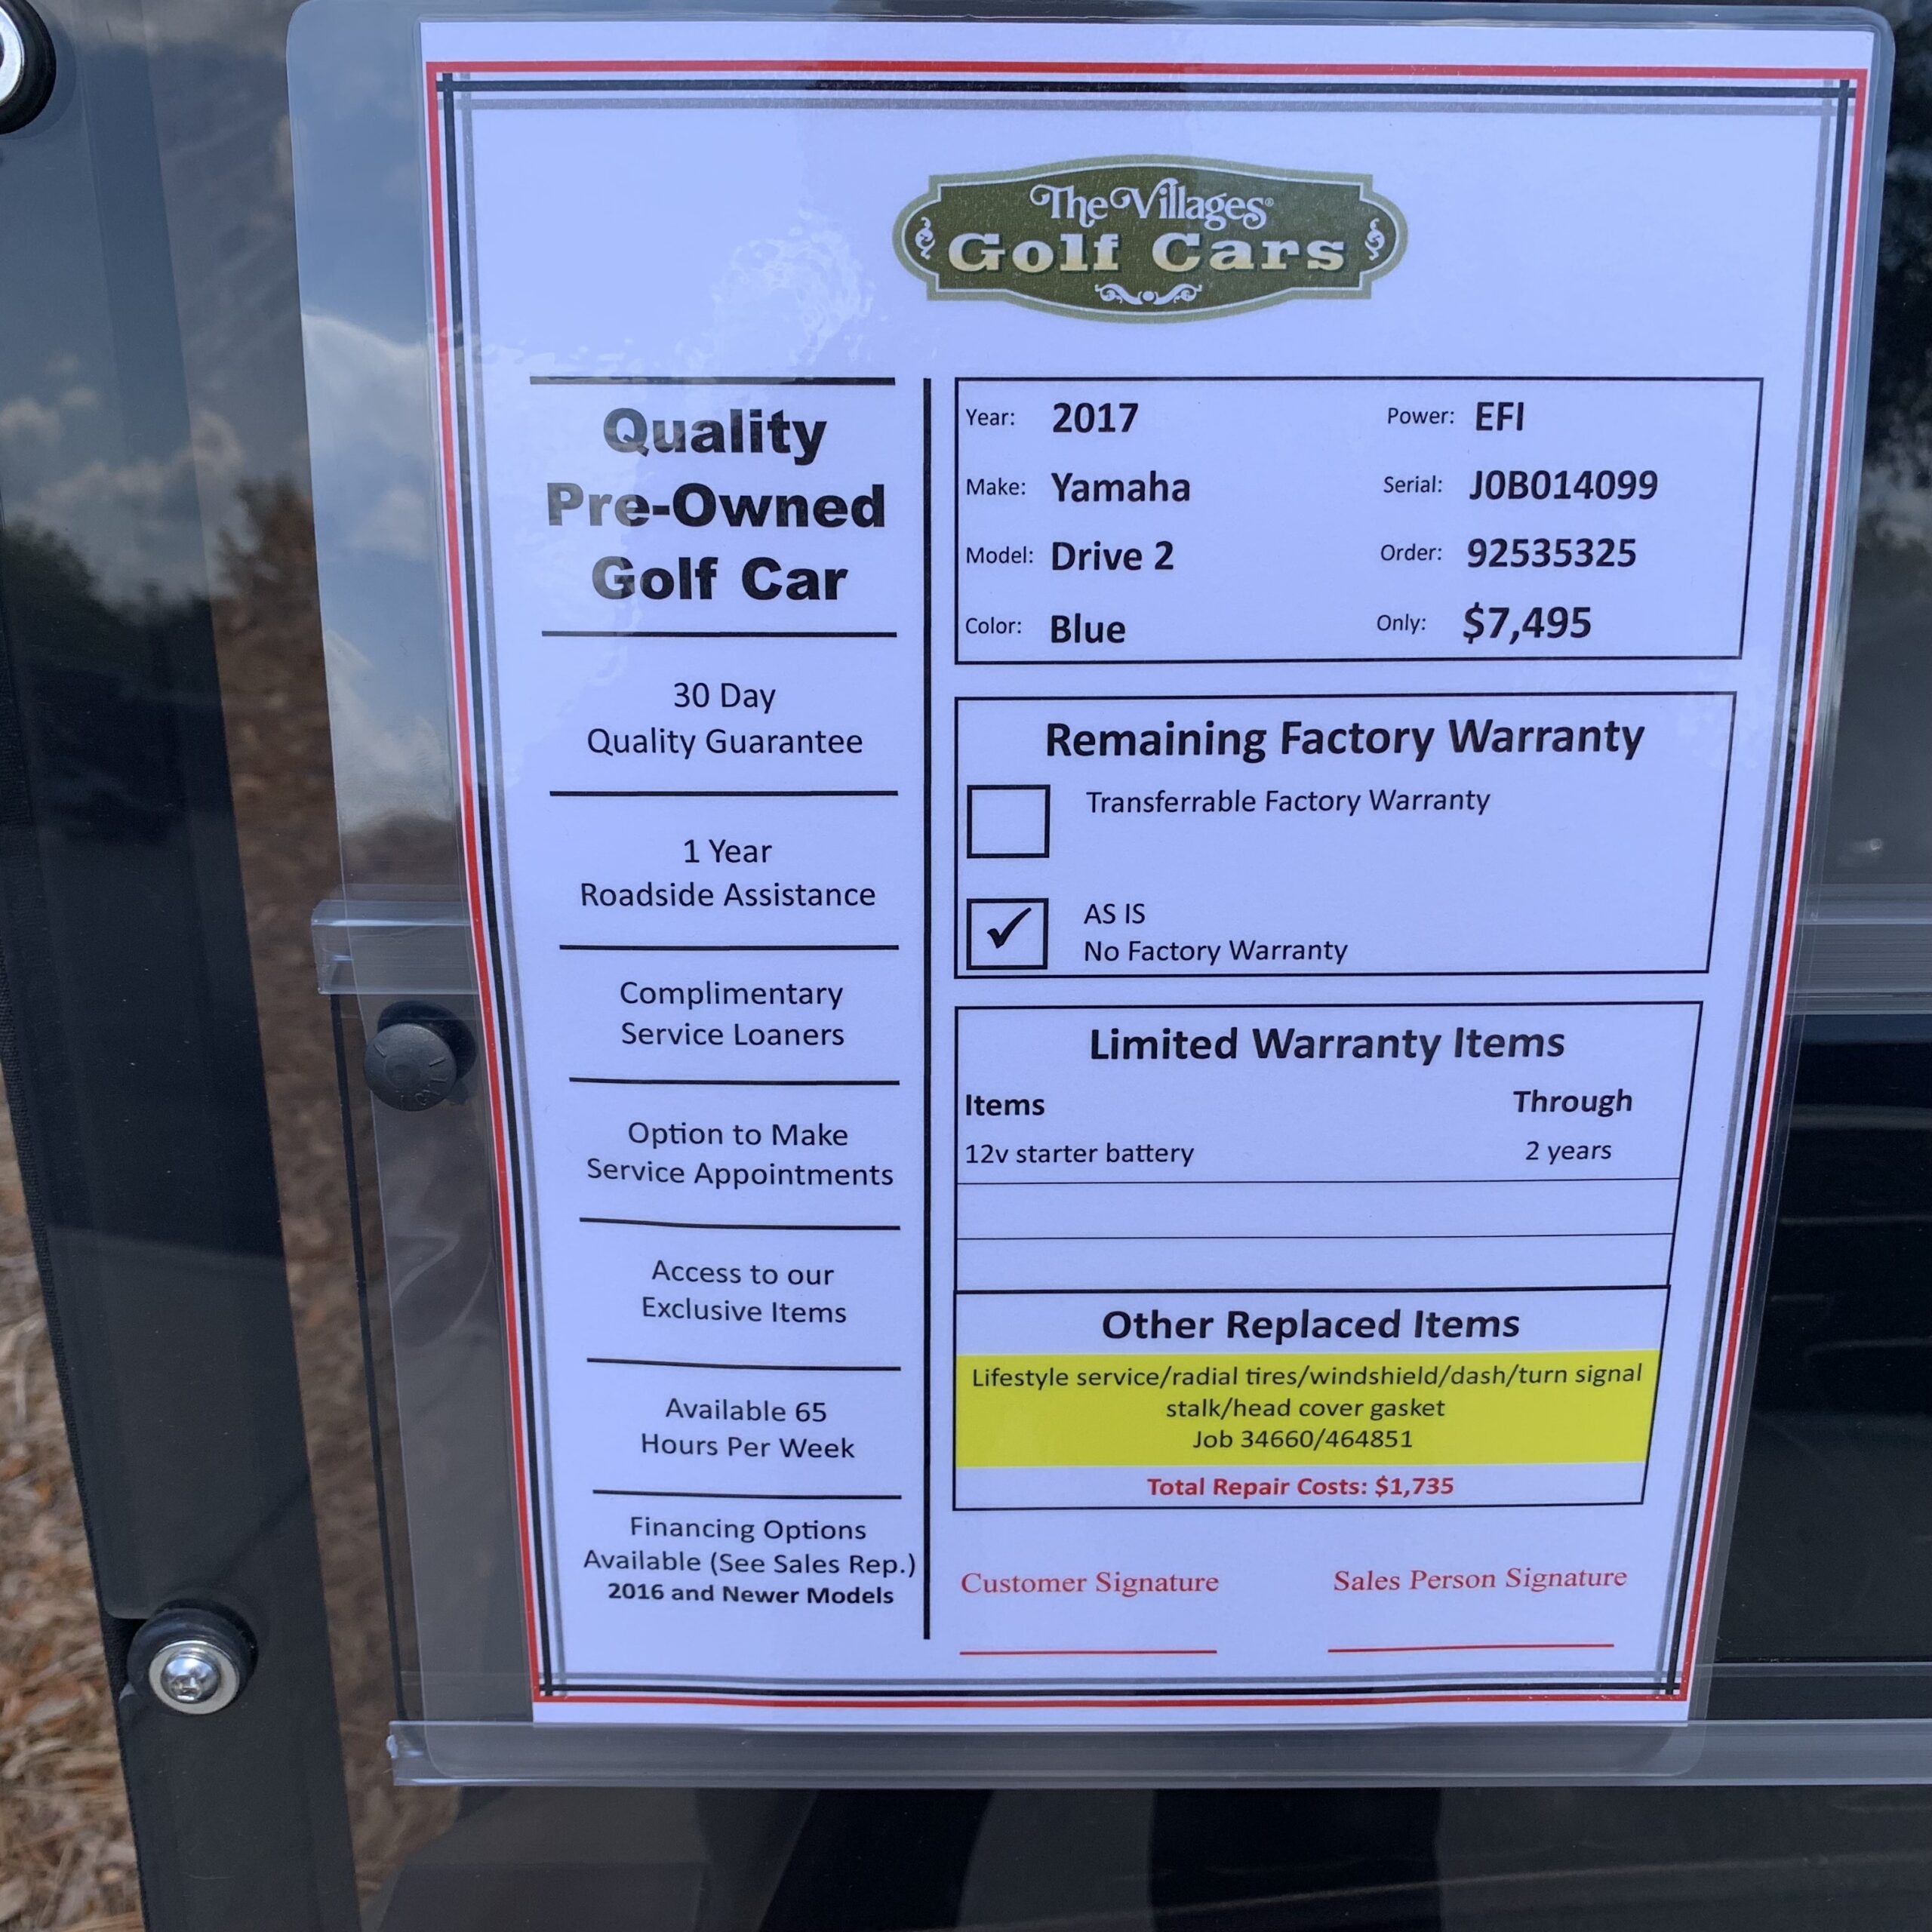 The Villages®
Golf Cars
Quality
Pre-Owned
Golf Car
30 Day
Quality Guarantee
1 Year
Roadside Assistance
Complimentary
Service Loaners
Option to Make
Service Appointments
Access to our
Exclusive Items
Available 65
Hours Per Week
Financing Options
Available (See Sales Rep.)
2016 and Newer Models
Year: 2017 Power: EFI
Make: Yamaha Serial: J0B014099
Model: Drive 2 Order: 92535325
Color: Blue Only: $7,495
Remaining Factory Warranty
Transferrable Factory Warranty
✓ AS IS
No Factory Warranty
Limited Warranty Items
Items Through
12v starter battery 2 years
Other Replaced Items
Lifestyle service/radial tires/windshield/dash/turn signal
stalk/head cover gasket
Job 34660/464851
Total Repair Costs: $1,735
Customer Signature Sales Person Signature